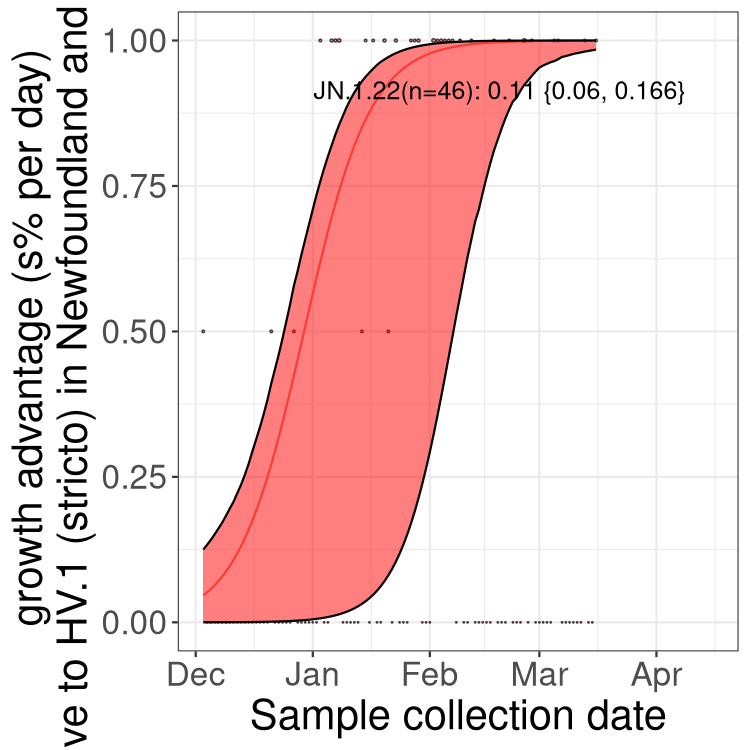 growth advantage (s% per day)
ve to HV.1 (stricto) in Newfoundland and
1.00
0.75
0.50
0.25
0.00
JN.1.22(n=46): 0.11 {0.06, 0.166}
Dec Jan Feb Mar Apr
Sample collection date